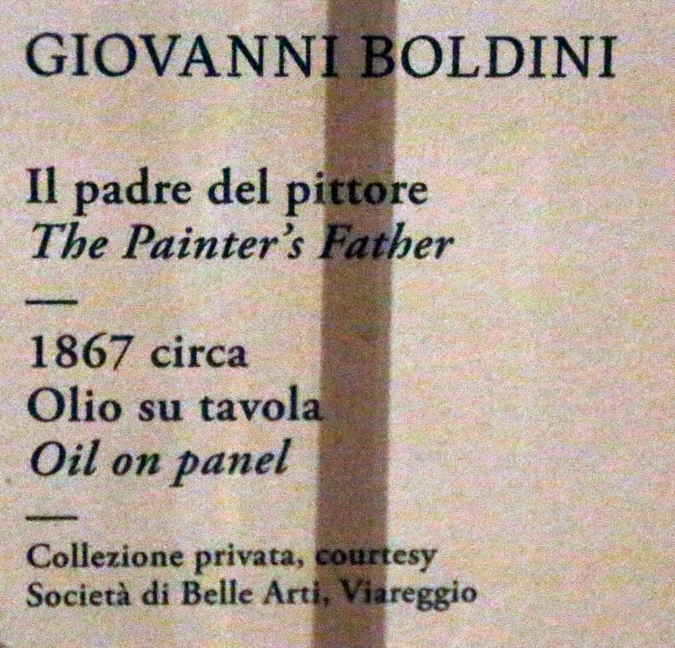 GIOVANNI BOLDINI
Il padre del pittore
The Painter's Father
1867 circa
Olio su tavola
Oil on panel
Collezione privata, courtesy
Società di Belle Arti, Viareggio